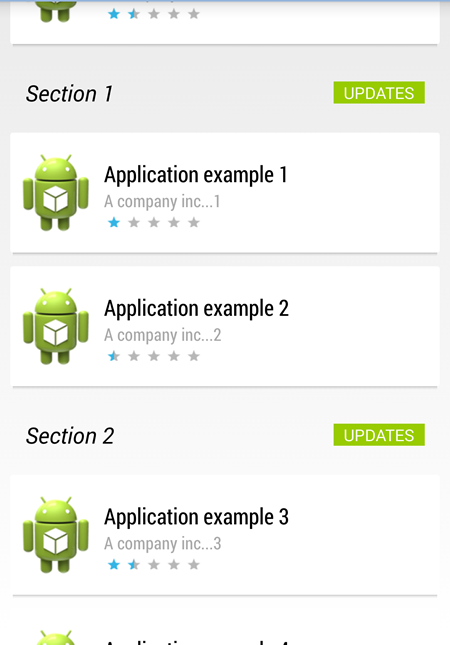 Section 1
UPDATES
Application example 1
A company inc...1
Application example 2
A company inc...2
Section 2
UPDATES
Application example 3
A company inc...3